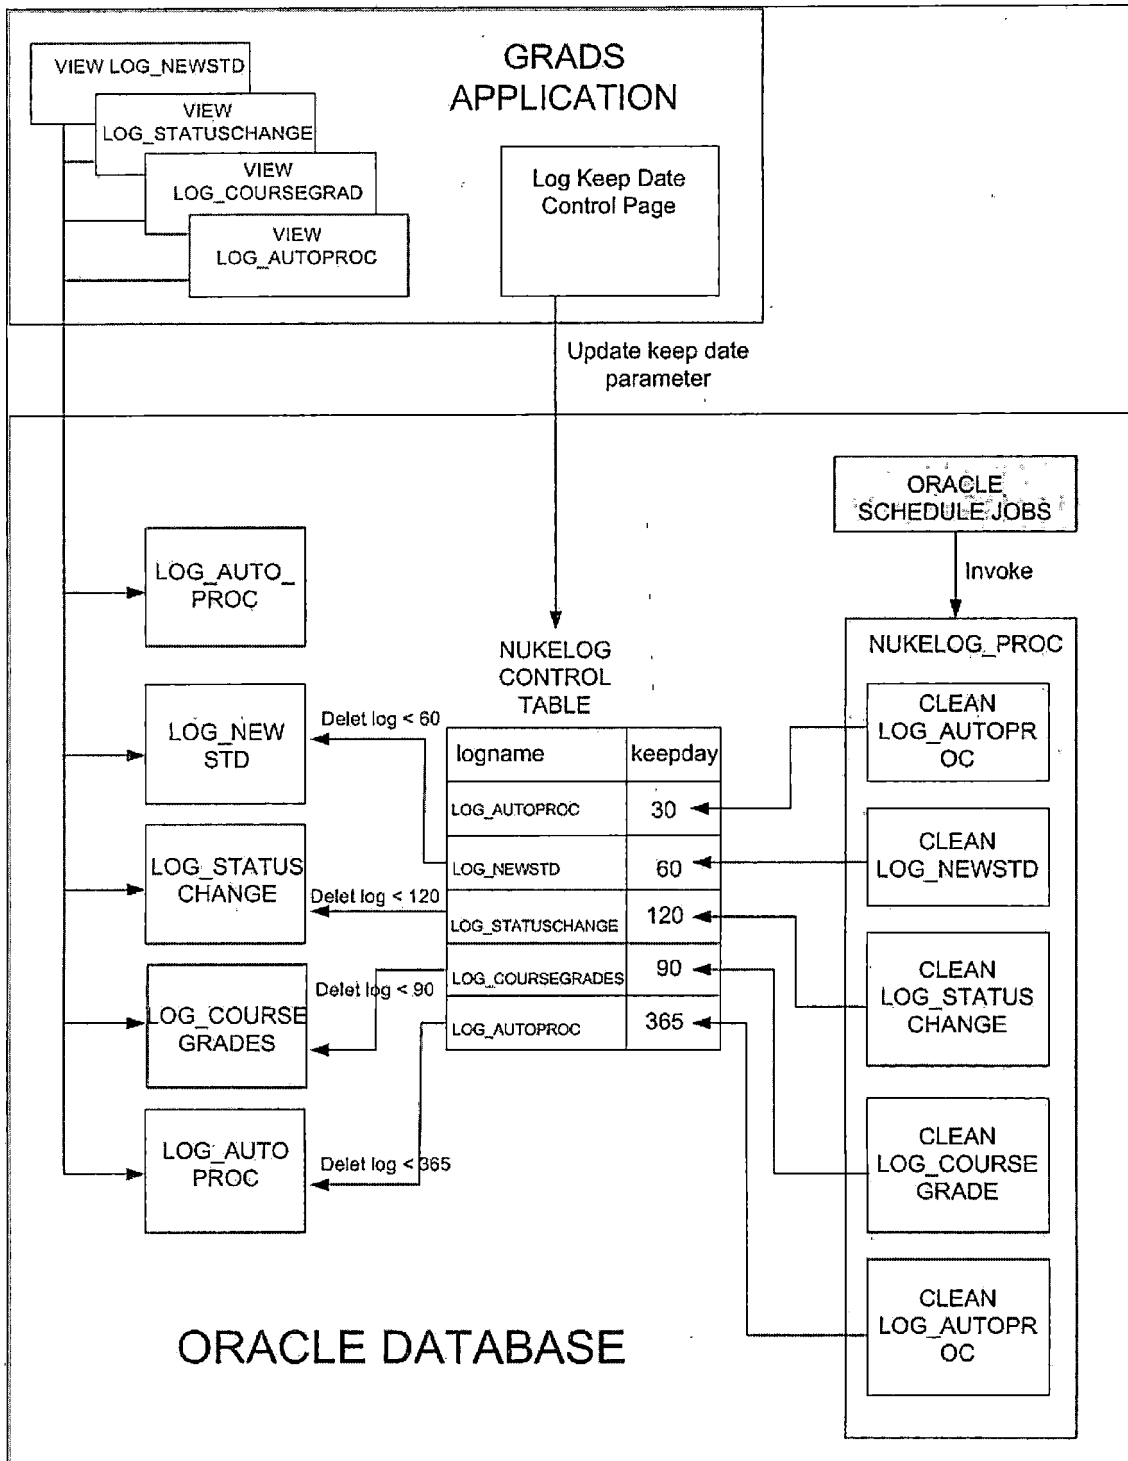 GRADS
APPLICATION
VIEW LOG_NEWSTD
VIEW
LOG_STATUSCHANGE
VIEW
LOG_COURSEGRAD
VIEW
LOG_AUTOPROC
Log Keep Date
Control Page
Update keep date
parameter
ORACLE
SCHEDULE JOBS
Invoke
LOG_AUTO_
PROC
LOG_NEW
STD
LOG_STATUS
CHANGE
LOG_COURSE
GRADES
LOG_AUTO
PROC
Delet log < 60
Delet log < 120
Delet log < 90
Delet log < 365
NUKELOG
CONTROL
TABLE
logname keepday
LOG_AUTOPROC 30
LOG_NEWSTD 60
LOG_STATUSCHANGE 120
LOG_COURSEGRADES 90
LOG_AUTOPROC 365
NUKELOG_PROC
CLEAN
LOG_AUTOPR
OC
CLEAN
LOG_NEWSTD
CLEAN
LOG_STATUS
CHANGE
CLEAN
LOG_COURSE
GRADE
CLEAN
LOG_AUTOPR
OC
ORACLE DATABASE